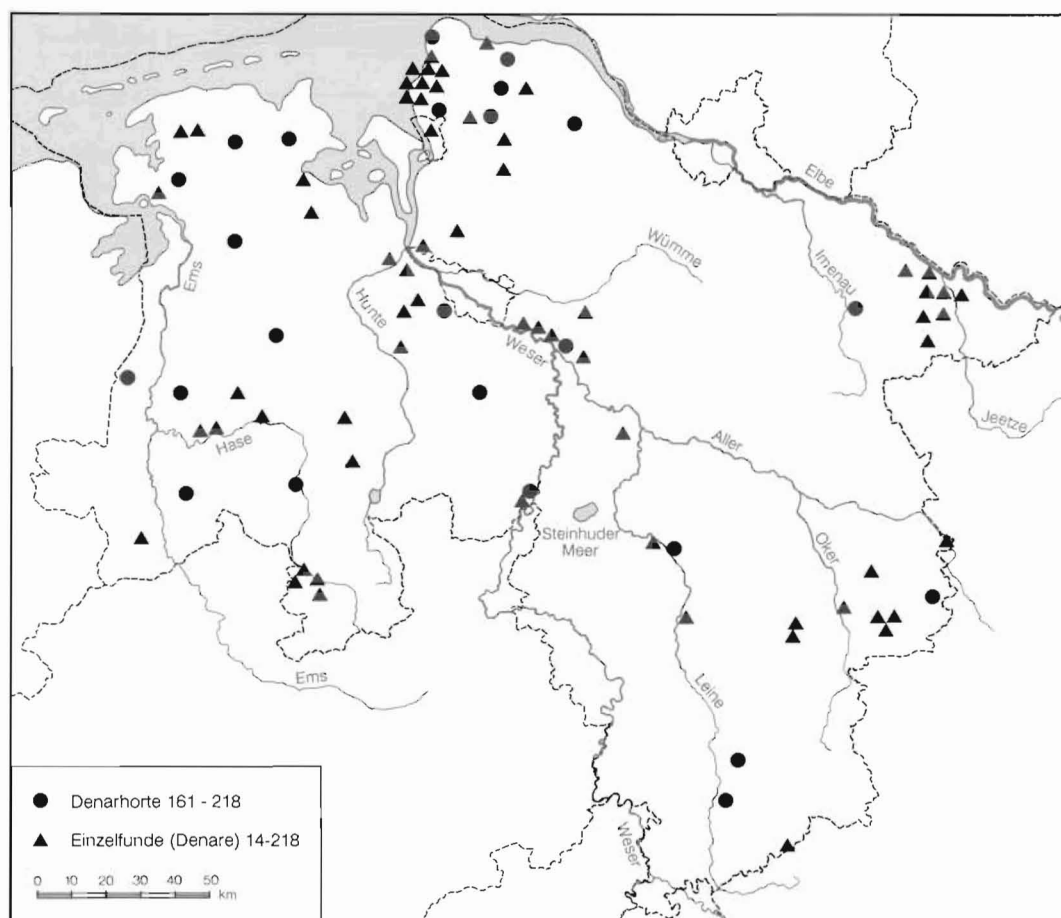 Elbe
Wümme
Ilmenau
Ems
Hunte
Weser
Jeetze
Aller
Hase
Steinhuder
Meer
Oker
Leine
Ems
Weser
Denarhorte 161 - 218
Einzelfunde (Denare) 14-218
0 10 20 30 40 50
km